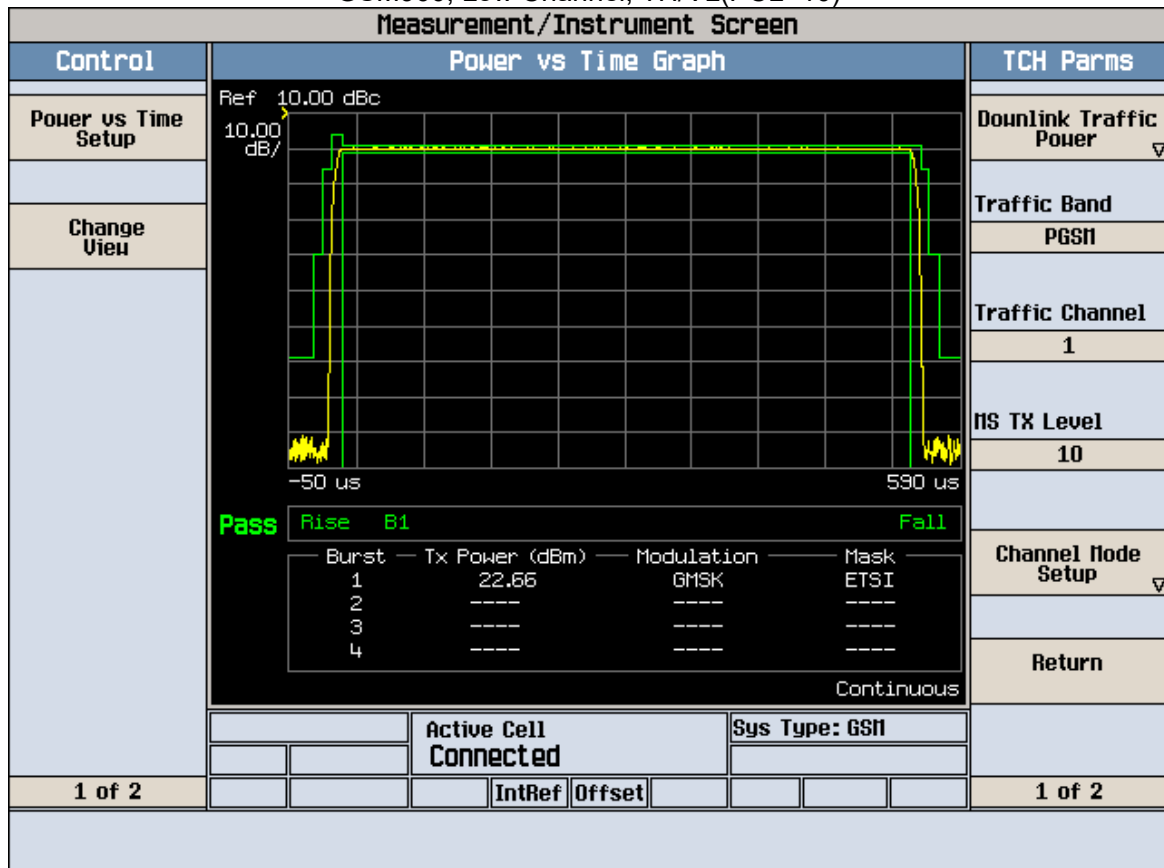 Measurement/Instrument Screen
Control
Power vs Time Graph
TCH Parms
Power vs Time
Setup
Change
View
1 of 2
Ref 10.00 dBc
10.00
dB/
-50 us
590 us
Pass
Rise B1 Fall
Burst Tx Power (dBm) Modulation Mask
1 22.66 GMSK ETSI
2 ---- ---- ----
3 ---- ---- ----
4 ---- ---- ----
Continuous
Active Cell
Connected
Sys Type: GSM
IntRef Offset
Downlink Traffic
Power
Traffic Band
PGSM
Traffic Channel
1
MS TX Level
10
Channel Mode
Setup
Return
1 of 2